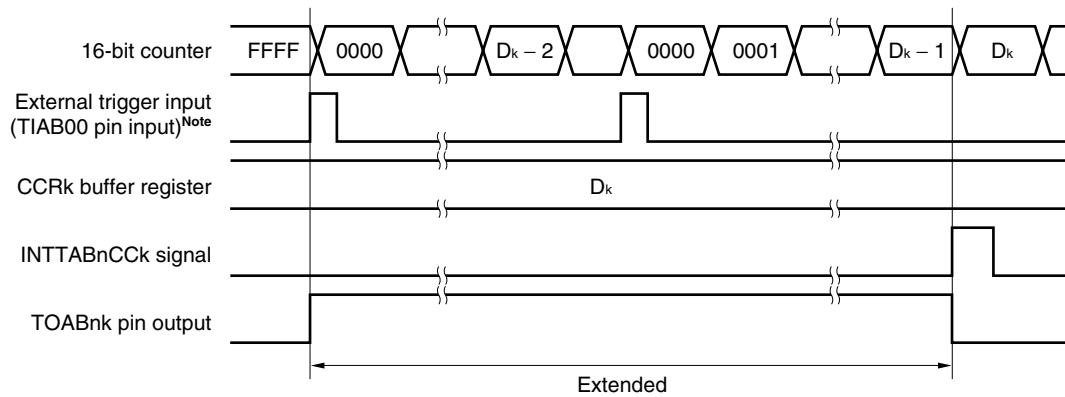 16-bit counter FFFF 0000 Dk − 2 0000 0001 Dk − 1 Dk
External trigger input
(TIAB00 pin input)Note
CCRk buffer register Dk
INTTABnCCk signal
TOABnk pin output
Extended